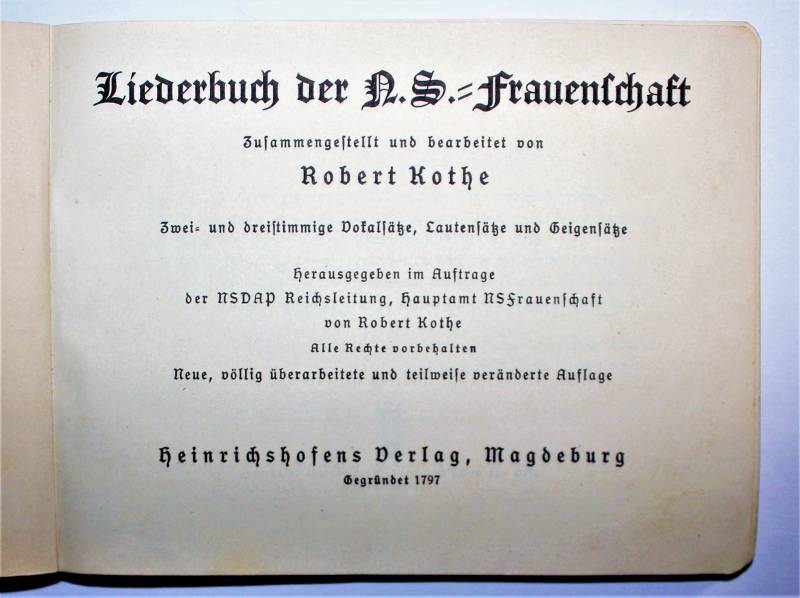 Liederbuch der N.S.=Frauenſchaft
Zuſammengeſtellt und bearbeitet von
Robert Kothe
Zwei= und dreiſtimmige Vokalſätze, Lautenſätze und Geigenſätze
Herausgegeben im Auftrage
der NSDAP Reichsleitung, Hauptamt NSFrauenſchaft
von Robert Kothe
Alle Rechte vorbehalten
Neue, völlig überarbeitete und teilweiſe veränderte Auflage
Heinrichshofens Verlag, Magdeburg
Gegründet 1797